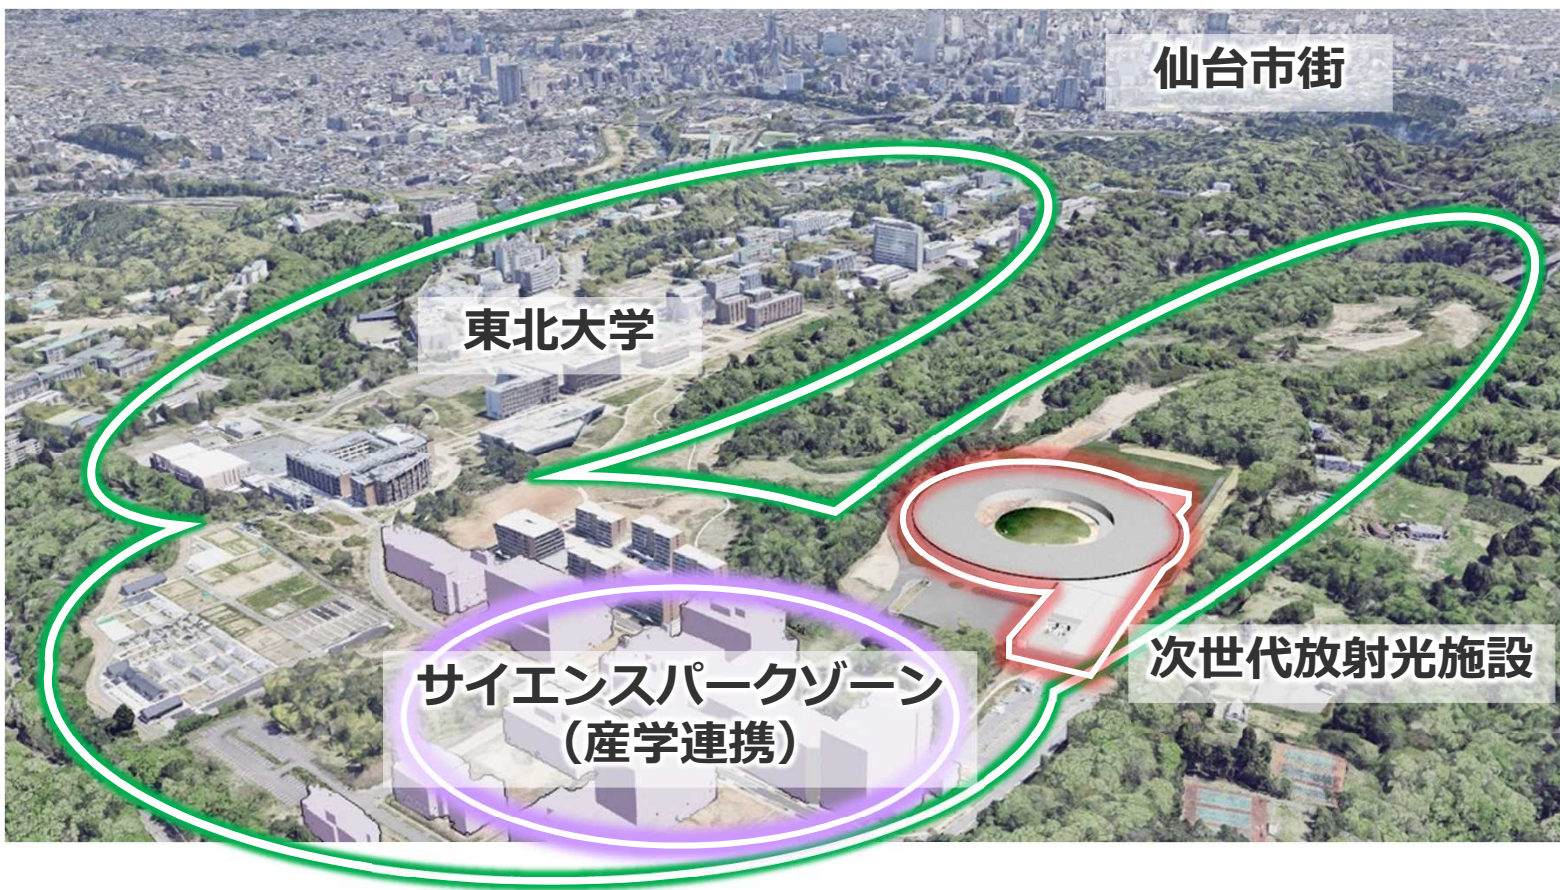 仙台市街
東北大学
次世代放射光施設
サイエンスパークゾーン
（産学連携）